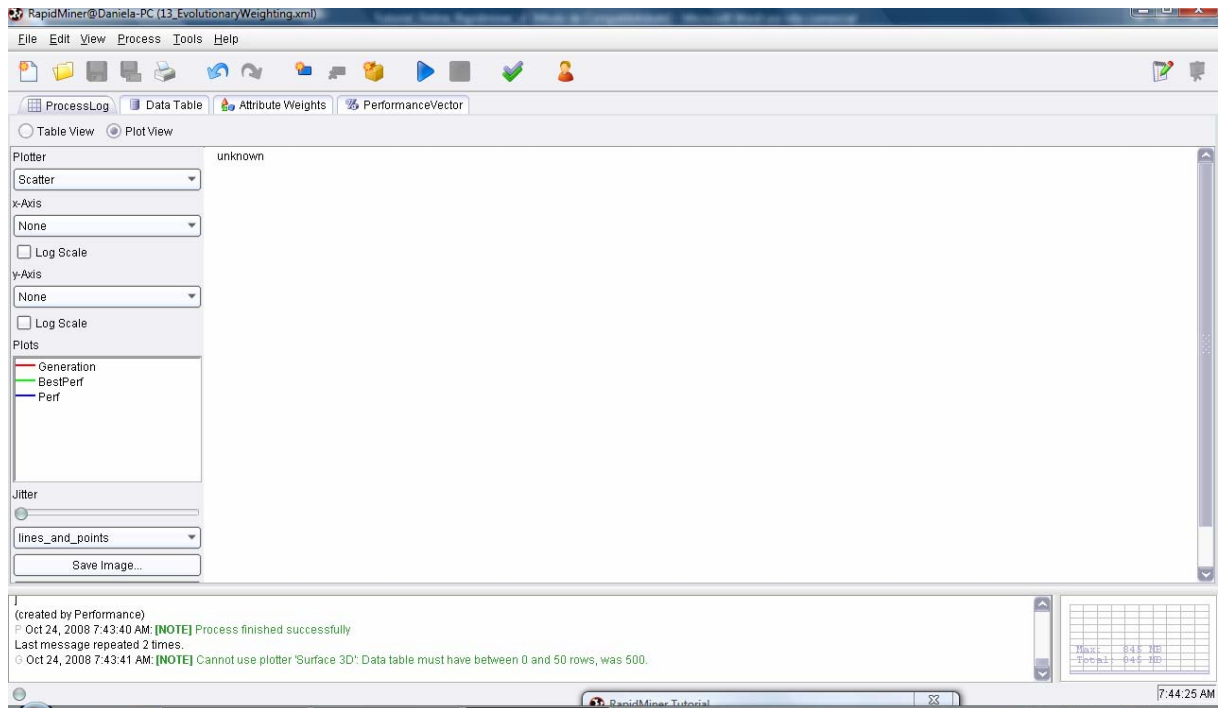 RapidMiner@Daniela-PC (13_EvolutionaryWeighting.xml)
File Edit View Process Tools Help
ProcessLog Data Table Attribute Weights PerformanceVector
Table View Plot View
Plotter
unknown
Scatter
x-Axis
None
Log Scale
y-Axis
None
Log Scale
Plots
Generation
BestPerf
Perf
Jitter
lines_and_points
Save Image...
]
(created by Performance)
P Oct 24, 2008 7:43:40 AM: [NOTE] Process finished successfully
Last message repeated 2 times.
G Oct 24, 2008 7:43:41 AM: [NOTE] Cannot use plotter 'Surface 3D': Data table must have between 0 and 50 rows, was 500.
Max: 845 MB
Total: 845 MB
RapidMiner Tutorial
7:44:25 AM